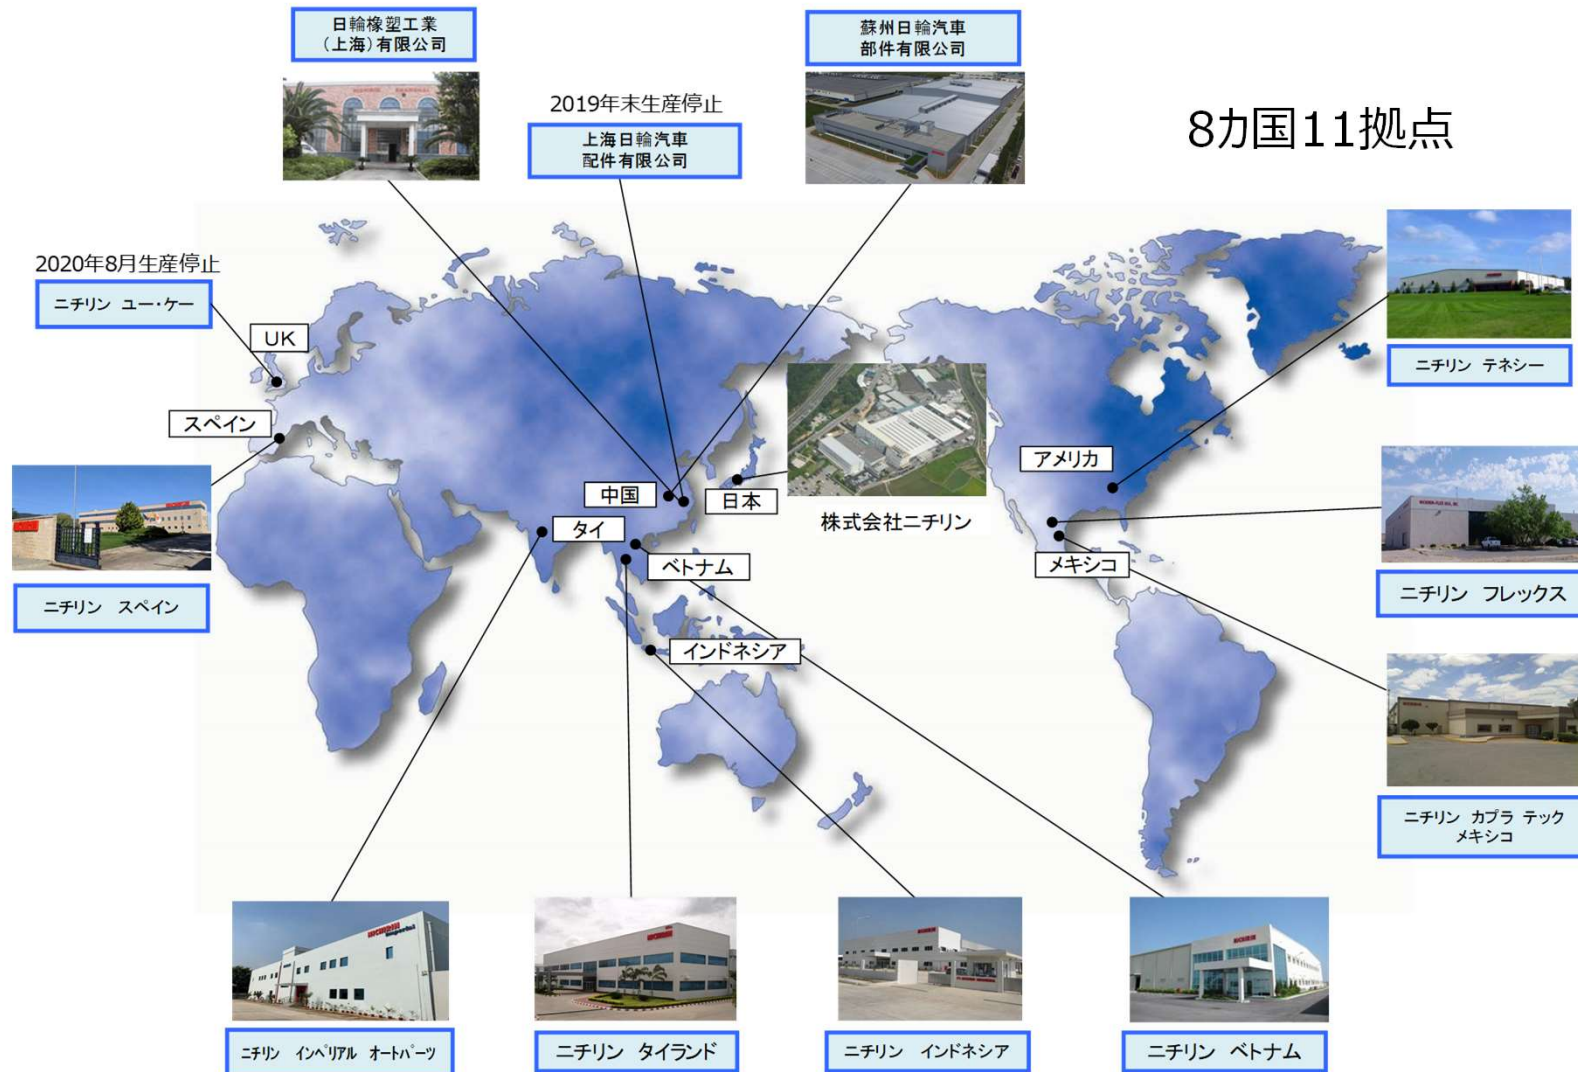 日輪橡塑工業
（上海）有限公司
蘇州日輪汽車
部件有限公司
2019年末生産停止
上海日輪汽車
配件有限公司
8カ国11拠点
2020年8月生産停止
ニチリン ユー・ケー
UK
スペイン
ニチリン スペイン
中国
日本
株式会社ニチリン
タイ
ベトナム
インドネシア
アメリカ
メキシコ
ニチリン テネシー
ニチリン フレックス
ニチリン カプラ テック
メキシコ
NICHIRIN
Imperial
NICHIRIN
NICHIRIN
NICHIRIN
ニチリン インペリアル オートパーツ
ニチリン タイランド
ニチリン インドネシア
ニチリン ベトナム